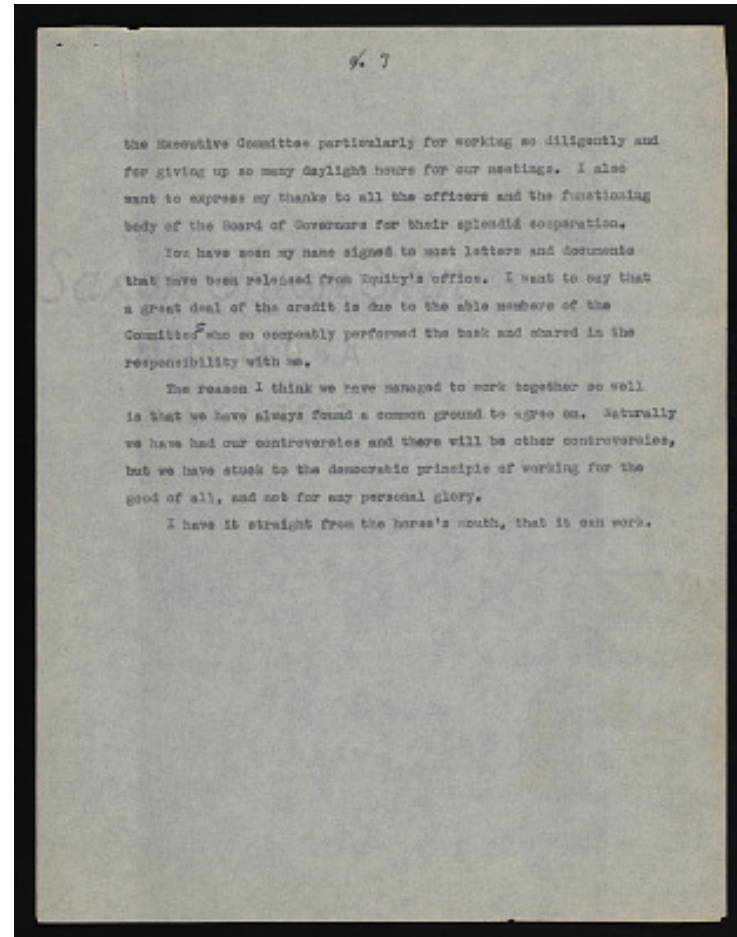 7
the Executive Committee particularly for working so diligently and
for giving up so many daylight hours for our meetings. I also
want to express my thanks to all the officers and the functioning
body of the Board of Governors for their splendid cooperation.
You have seen my name signed to most letters and documents
that have been released from Equity's office. I want to say that
a great deal of the credit is due to the able members of the
Committees who so compently performed the task and shared in the
responsibility with me.
The reason I think we have managed to work together so well
is that we have always found a common ground to agree on. Naturally
we have had our controversies and there will be other controversies,
but we have stuck to the democratic principle of working for the
good of all, and not for any personal glory.
I have it straight from the horse's mouth, that it can work.